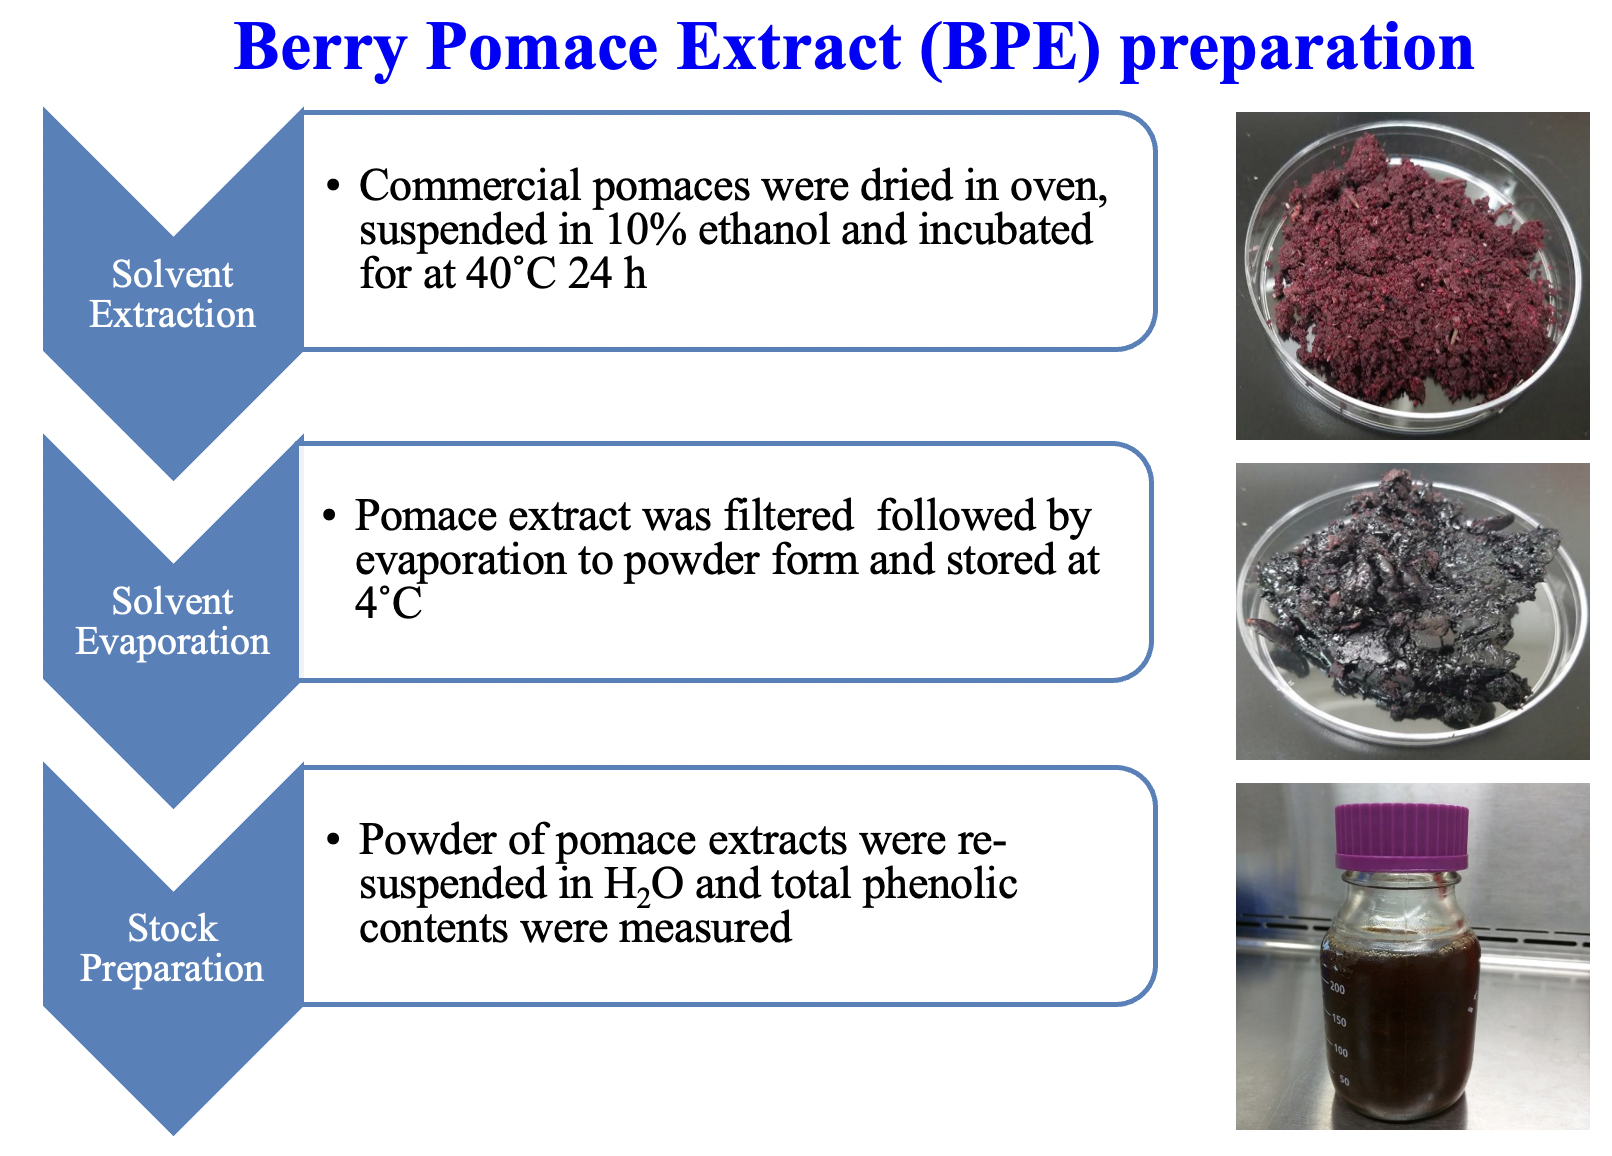 Berry Pomace Extract (BPE) preparation
Solvent
Extraction
• Commercial pomaces were dried in oven,
suspended in 10% ethanol and incubated
for at 40˚C 24 h
Solvent
Evaporation
• Pomace extract was filtered  followed by
evaporation to powder form and stored at
4˚C
Stock
Preparation
• Powder of pomace extracts were re-
suspended in H₂O and total phenolic
contents were measured
200
150
100
50